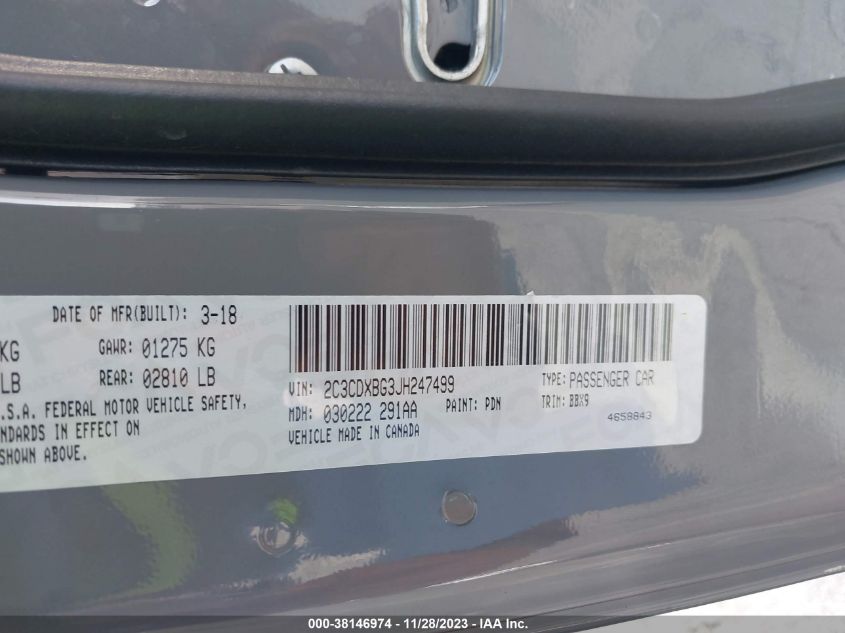 DATE OF MFR(BUILT): 3-18
KG GAWR: 01275 KG
LB REAR: 02810 LB
.S.A. FEDERAL MOTOR VEHICLE SAFETY,
NDARDS IN EFFECT ON
SHOWN ABOVE.
VIN: 2C3CDXBG3JH247499 TYPE: PASSENGER CAR
MDH: 030222 291AA PAINT: PDN TRIM: BBX9
VEHICLE MADE IN CANADA 4658843
000-38146974 - 11/28/2023 - IAA Inc.